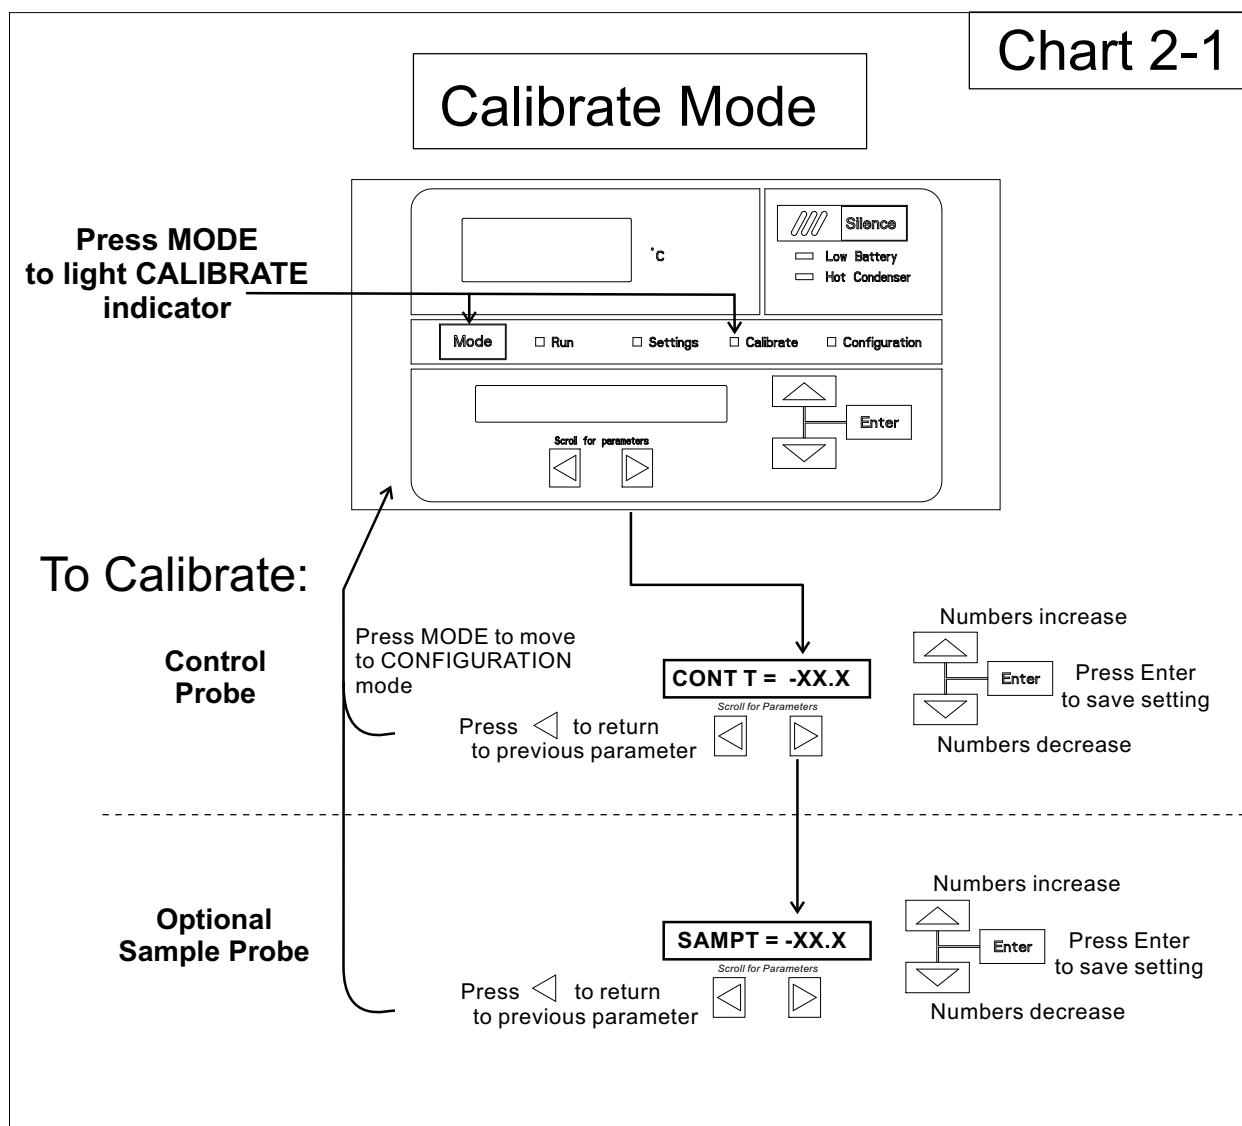 Chart 2-1
Calibrate Mode
Press MODE
to light CALIBRATE
indicator
°C
Silence
Low Battery
Hot Condenser
Mode
Run
Settings
Calibrate
Configuration
Enter
Scroll for parameters
To Calibrate:
Control
Probe
Press MODE to move
to CONFIGURATION
mode
CONT T = -XX.X
Scroll for Parameters
Press to return
to previous parameter
Numbers increase
Enter
Press Enter
to save setting
Numbers decrease
Optional
Sample Probe
SAMPT = -XX.X
Scroll for Parameters
Press to return
to previous parameter
Numbers increase
Enter
Press Enter
to save setting
Numbers decrease